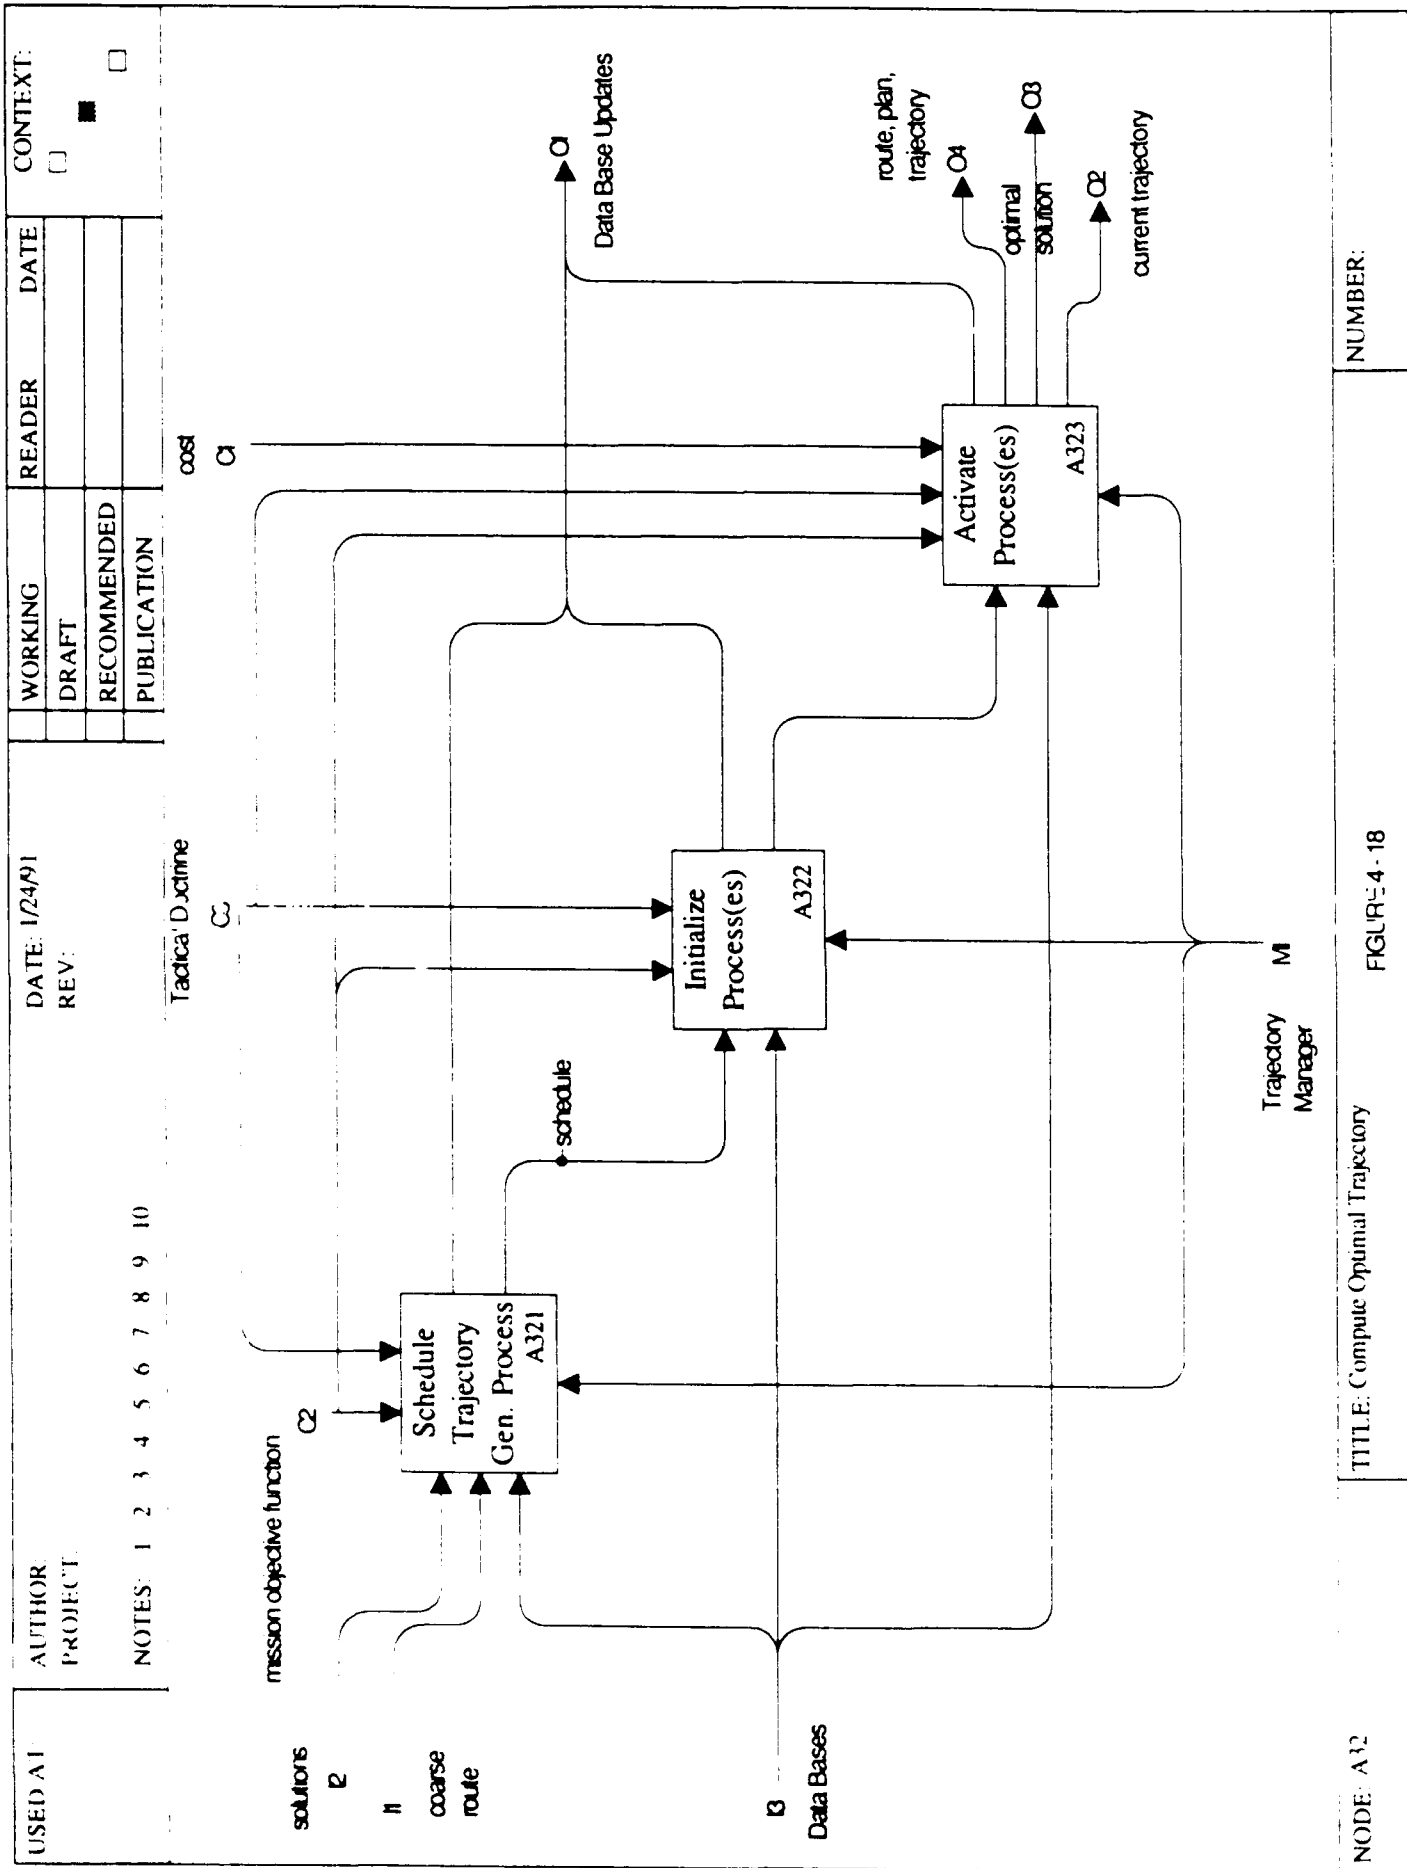 USED AT
AUTHOR
PROJECT
DATE: 1/24/91
REV:
NOTES: 1 2 3 4 5 6 7 8 9 10
WORKING
DRAFT
RECOMMENDED
PUBLICATION
READER DATE
CONTEXT:
Tactical
C3
cost
C1
mission objective function
C2
solutions
I2
I1
coarse
route
Schedule
Trajectory
Gen. Process
A321
schedule
Initialize
Process(es)
A322
Activate
Process(es)
A323
O1
Data Base Updates
route, plan,
trajectory
O4
optimal
solution
O3
O2
current trajectory
I3
Data Bases
M1
Trajectory
Manager
NODE: A32
TITLE: Compute Optimal Trajectory
FIGURE 4-18
NUMBER: